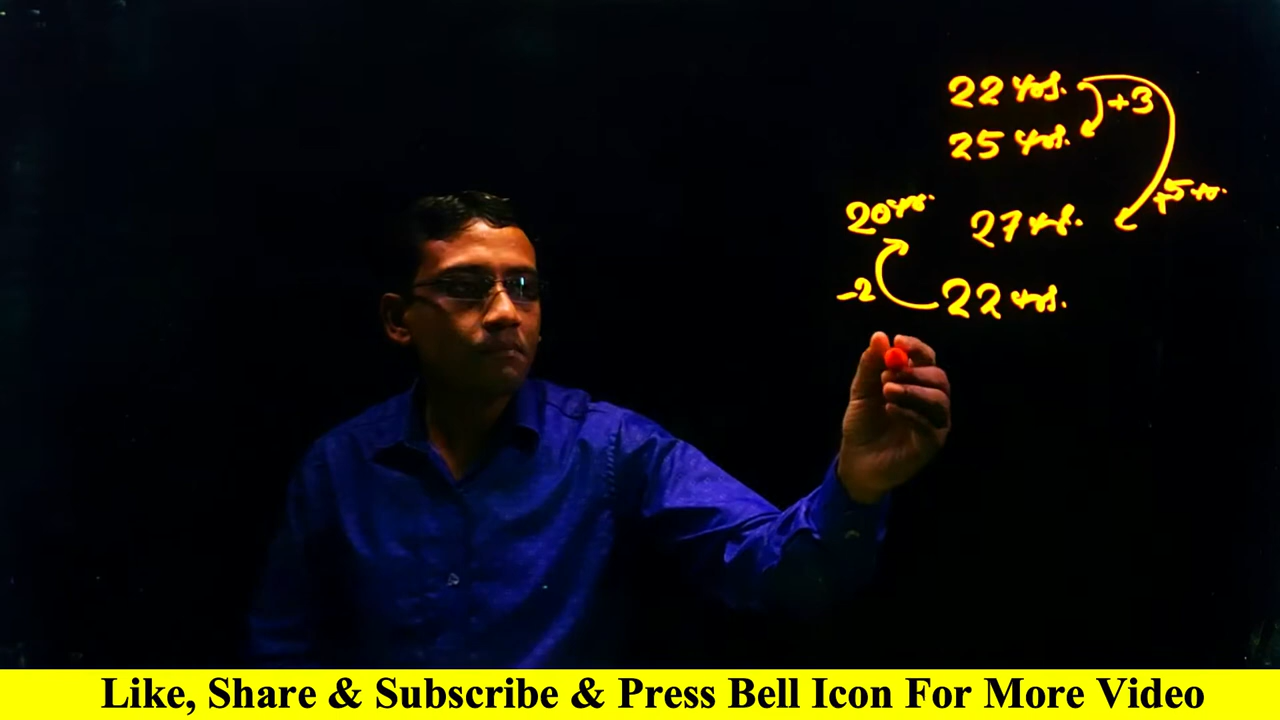 22 yrs. +3
25 yrs.
+5 yr.
20 yrs. 27 yrs.
-2 22 yrs.
Like, Share & Subscribe & Press Bell Icon For More Video